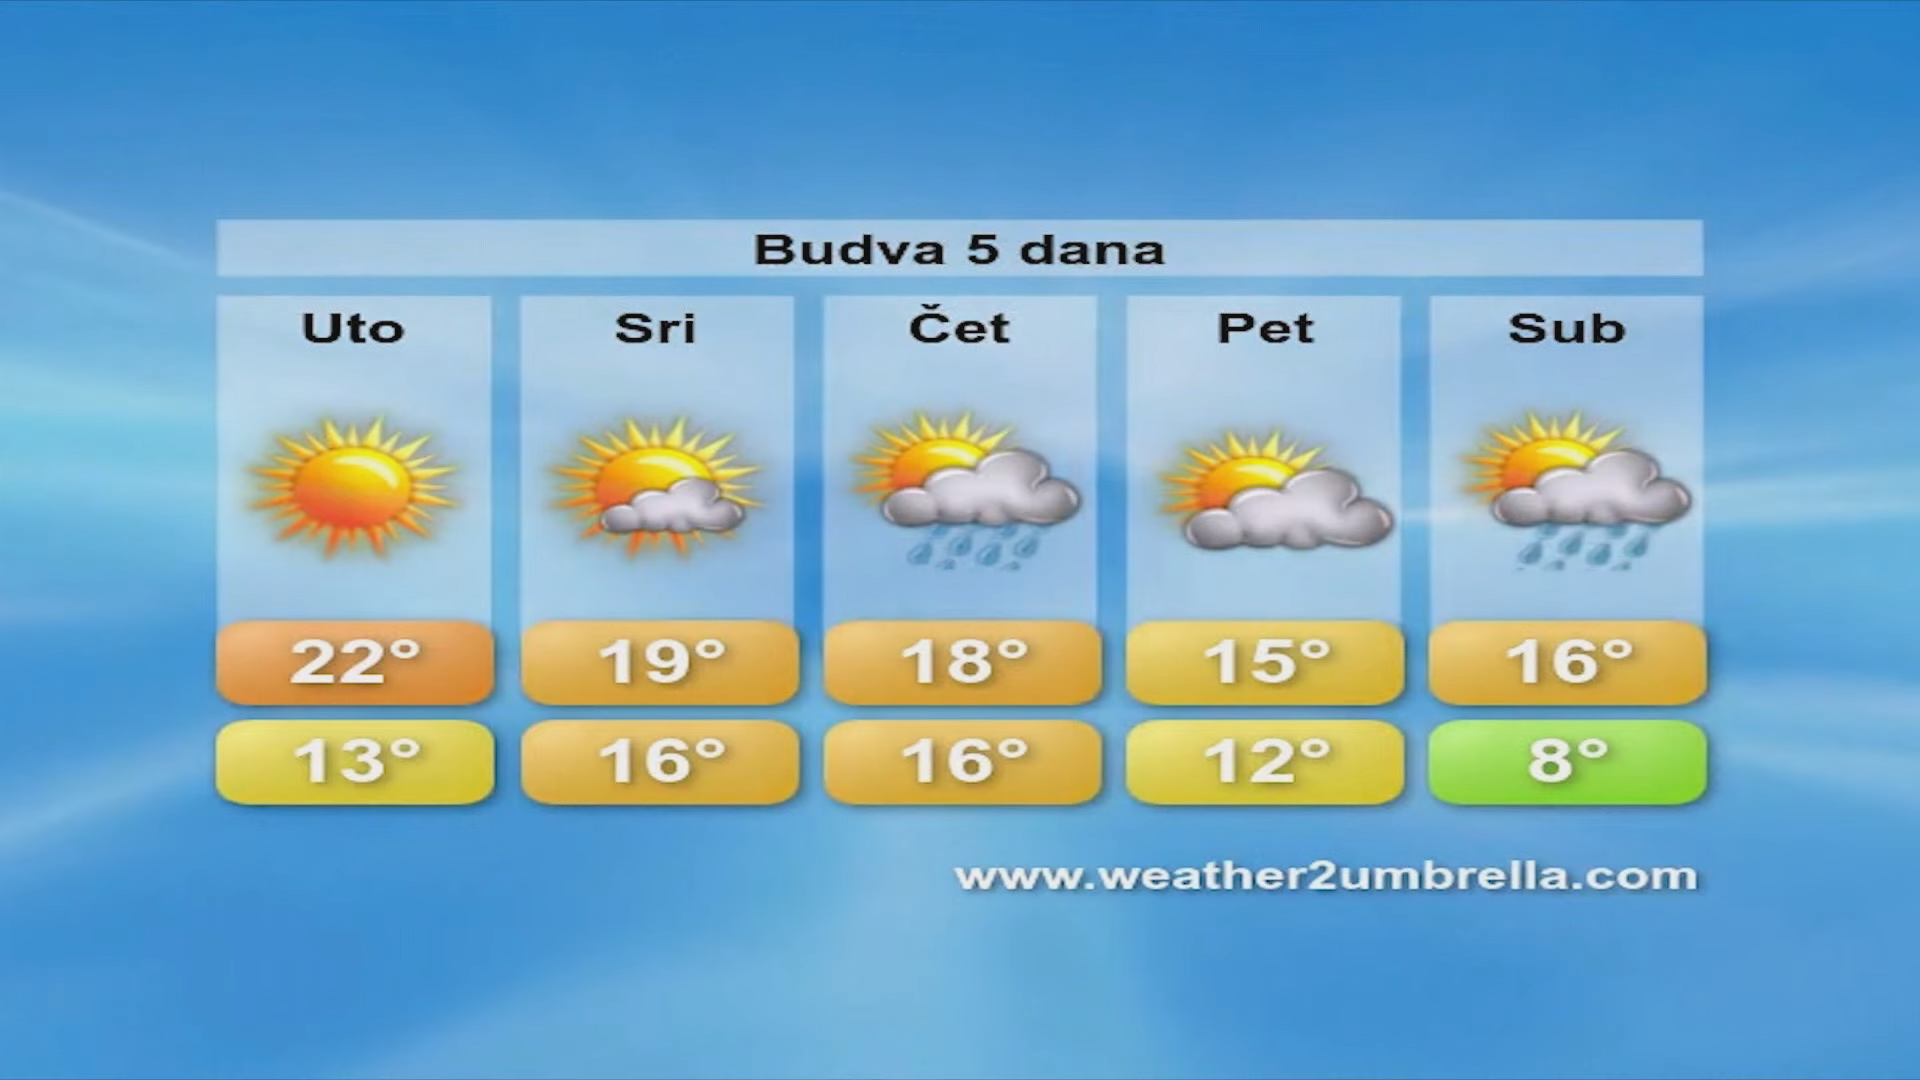 Budva 5 dana
Uto Sri Čet Pet Sub
22° 19° 18° 15° 16°
13° 16° 16° 12° 8°
www.weather2umbrella.com